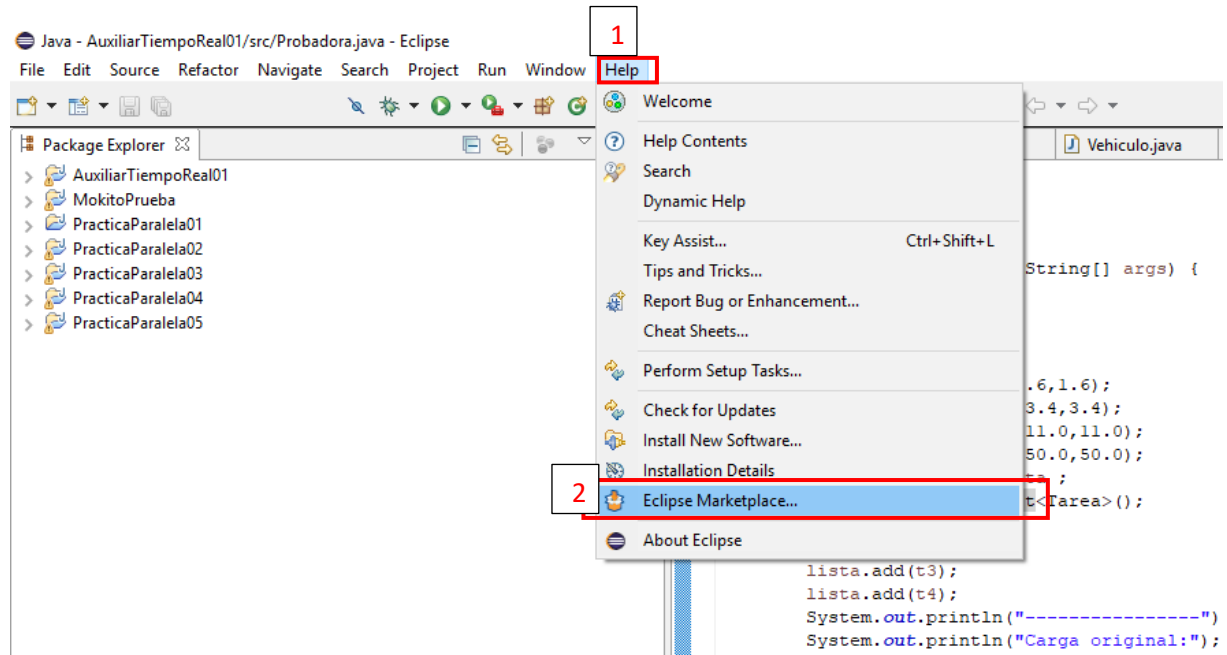 1
Java - AuxiliarTiempoReal01/src/Probadora.java - Eclipse
File Edit Source Refactor Navigate Search Project Run Window Help
Package Explorer
AuxiliarTiempoReal01
MokitoPrueba
PracticaParalela01
PracticaParalela02
PracticaParalela03
PracticaParalela04
PracticaParalela05
Welcome
Help Contents
Search
Dynamic Help
Key Assist... Ctrl+Shift+L
Tips and Tricks...
Report Bug or Enhancement...
Cheat Sheets...
Perform Setup Tasks...
Check for Updates
Install New Software...
Installation Details
2
Eclipse Marketplace...
About Eclipse
Vehiculo.java
String[] args) {
.6,1.6);
3.4,3.4);
11.0,11.0);
50.0,50.0);
ta ;
t<Tarea>();
lista.add(t3);
lista.add(t4);
System.out.println("----------------")
System.out.println("Carga original:");